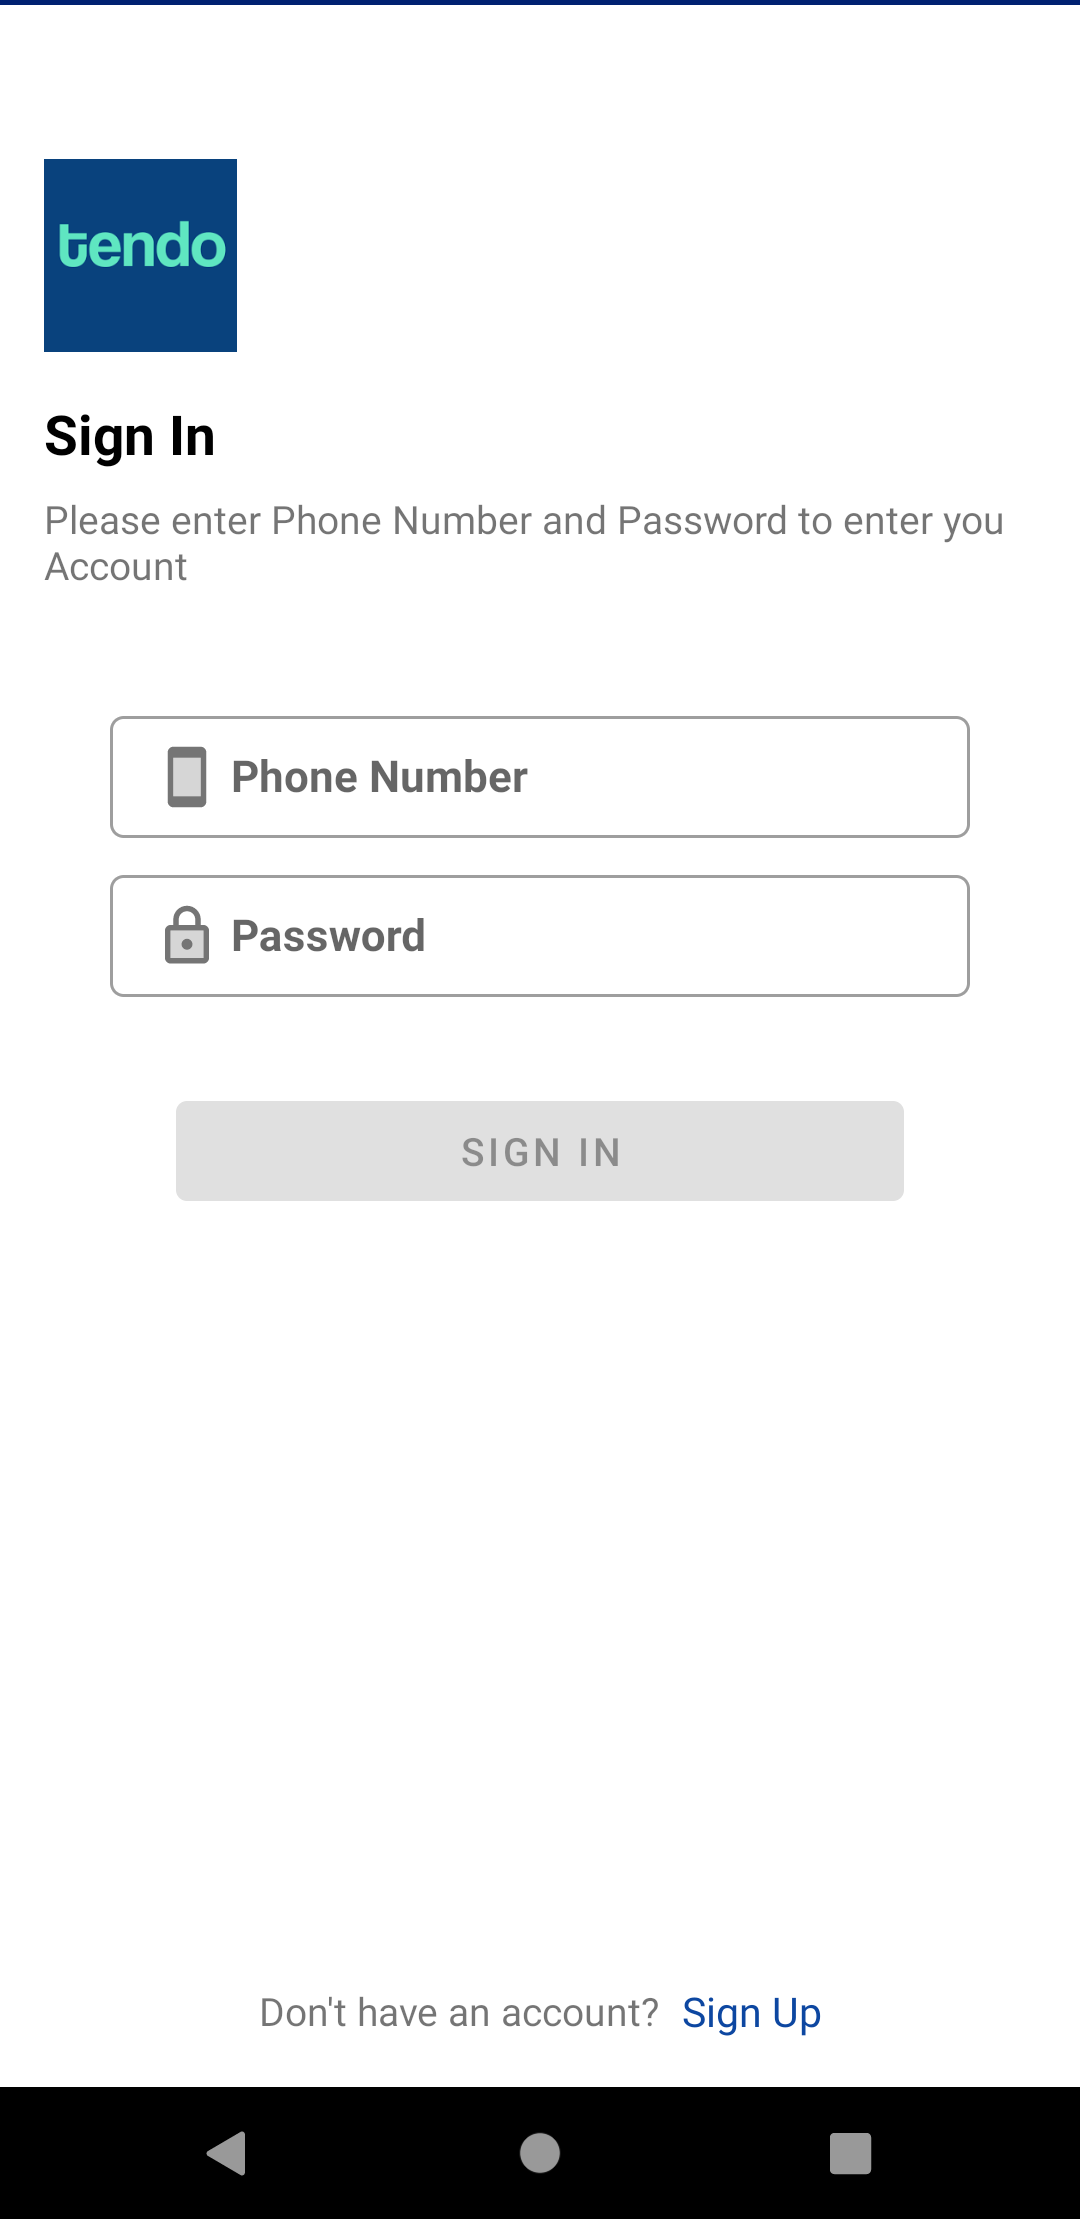 tendo
Sign In
Please enter Phone Number and Password to enter you
Account
Phone Number
Password
SIGN IN
Don't have an account? Sign Up